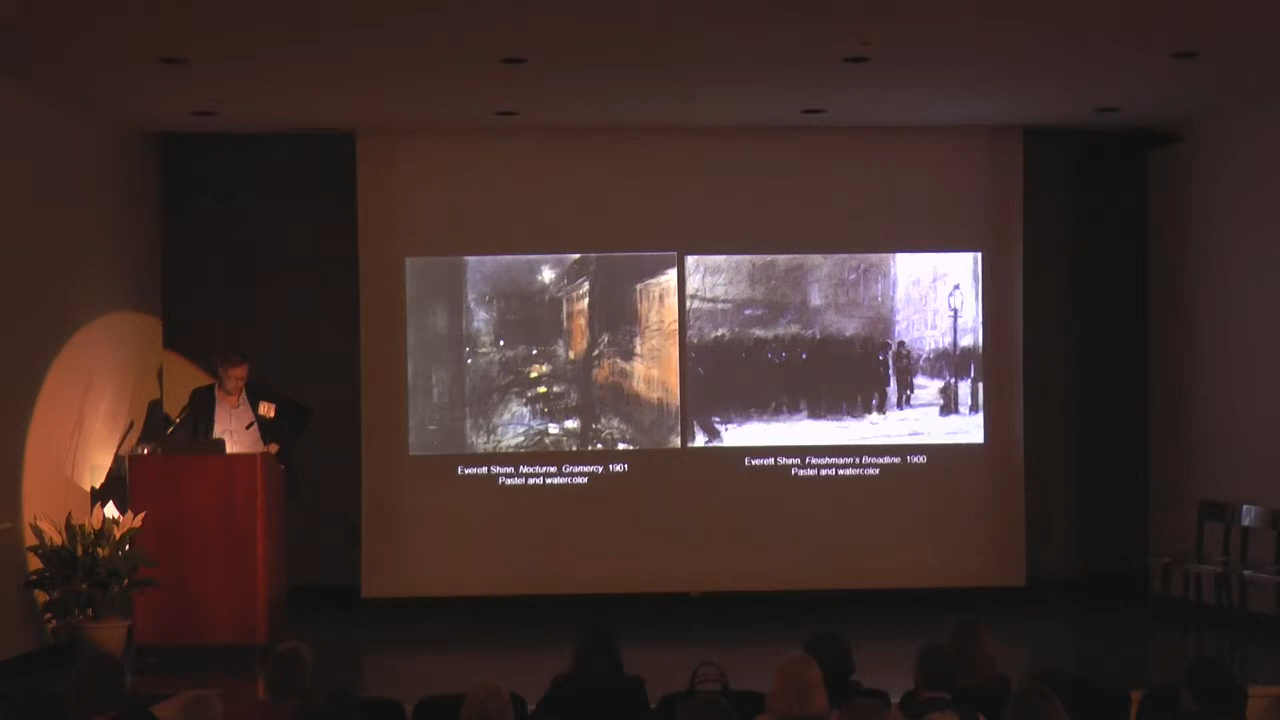 Everett Shinn, Nocturne, Gramercy, 1901
Pastel and watercolor
Everett Shinn, Fleishmann's Breadline, 1900
Pastel and watercolor